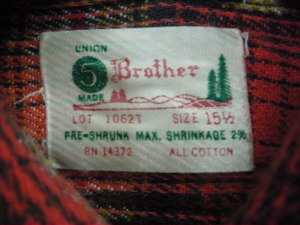 UNION
5 Brother
MADE
LOT 1062T SIZE 15½
PRE-SHRUNK MAX. SHRINKAGE 2%
RN 14372 ALL COTTON